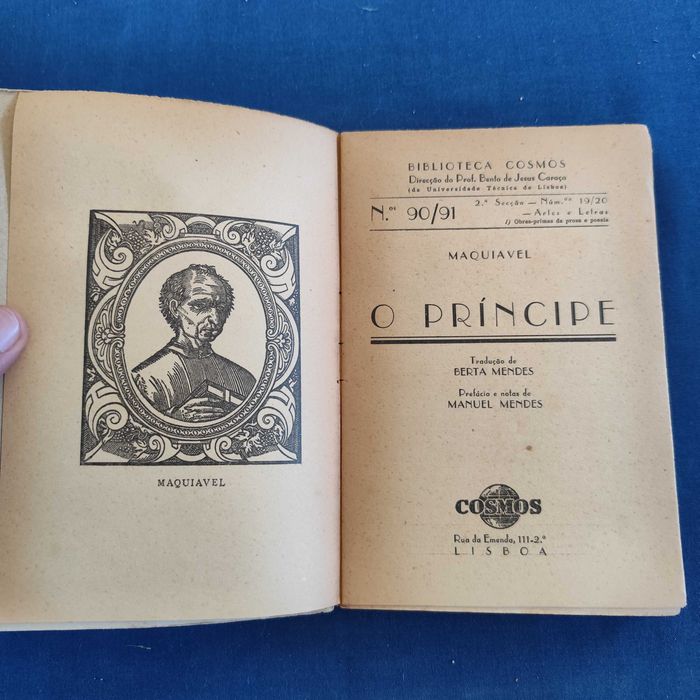 MAQUIAVEL
BIBLIOTECA COSMOS
Direcção do Prof. Bento de Jesus Caraça
(da Universidade Técnica de Lisboa)
N.ºs 90/91
2.ª Secção — Núm.ºs 19/20
— Artes e Letras
I) Obras-primas da prosa e poesia
MAQUIAVEL
O PRÍNCIPE
Tradução de
BERTA MENDES
Prefácio e notas de
MANUEL MENDES
COSMOS
Rua da Emenda, 111-2.º
LISBOA